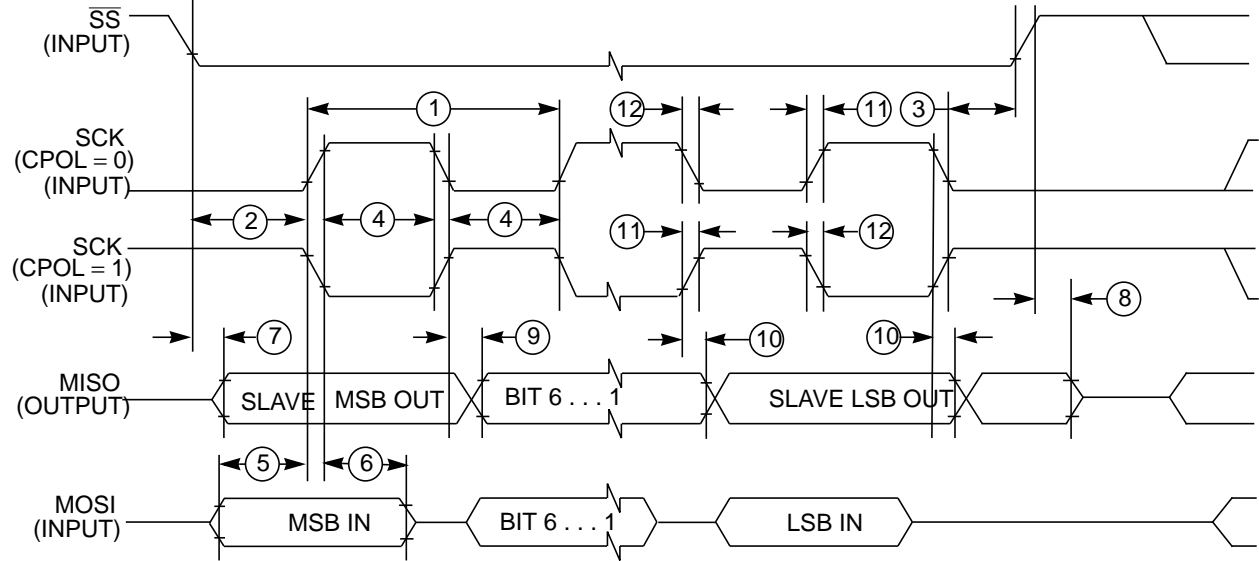 SS
(INPUT)
1
12
11
3
SCK
(CPOL = 0)
(INPUT)
2
4
4
11
12
SCK
(CPOL = 1)
(INPUT)
8
7
9
10
10
MISO
(OUTPUT)
SLAVE MSB OUT
BIT 6 . . . 1
SLAVE LSB OUT
5
6
MOSI
(INPUT)
MSB IN
BIT 6 . . . 1
LSB IN